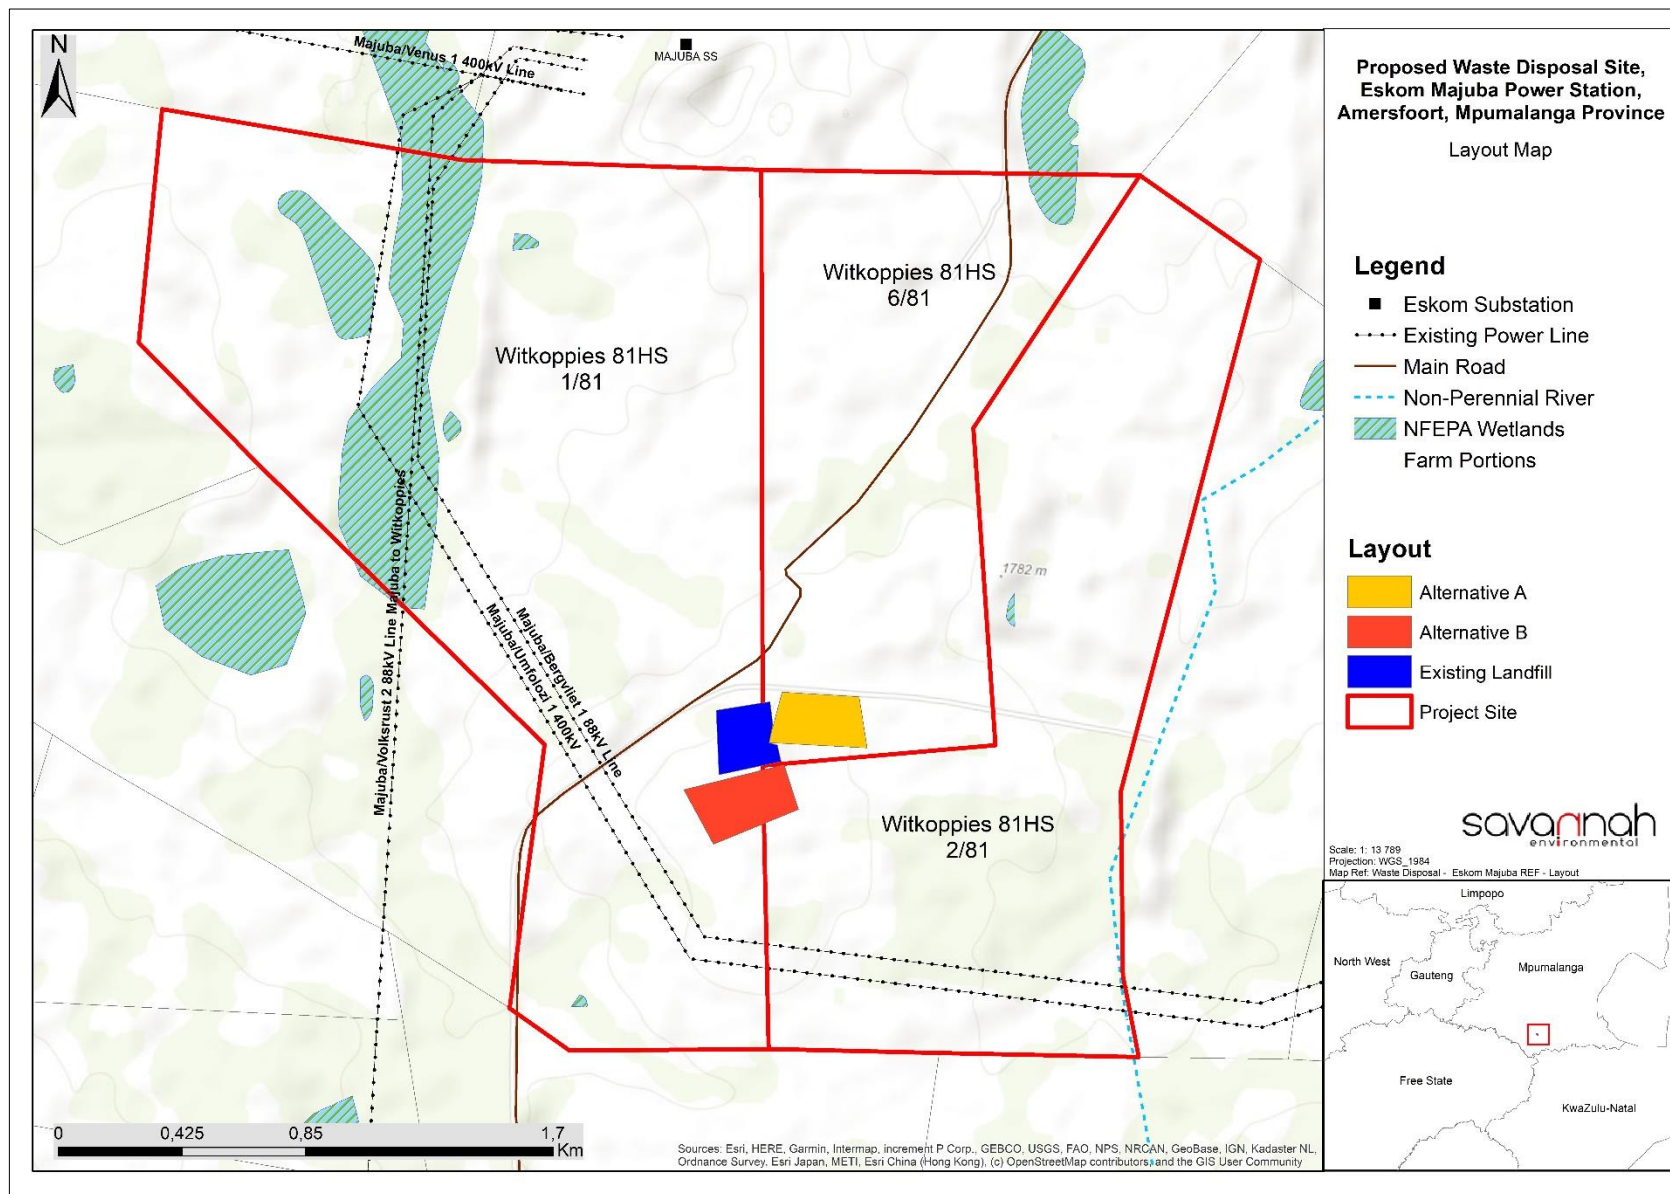 N
Majuba/Venus 1 400kV Line
MAJUBA SS
Witkoppies 81HS
6/81
Witkoppies 81HS
1/81
1782 m
Majuba/Volksrust 2 88kV Line Majuba to Witkoppies
Majuba/Umfolozi 1 400kV
Majuba/Bergvliet 1 88kV Line
Witkoppies 81HS
2/81
0 0,425 0,85 1,7
Km
Sources: Esri, HERE, Garmin, Intermap, increment P Corp., GEBCO, USGS, FAO, NPS, NRCAN, GeoBase, IGN, Kadaster NL,
Ordnance Survey, Esri Japan, METI, Esri China (Hong Kong), (c) OpenStreetMap contributors, and the GIS User Community
Proposed Waste Disposal Site,
Eskom Majuba Power Station,
Amersfoort, Mpumalanga Province
Layout Map
Legend
Eskom Substation
Existing Power Line
Main Road
Non-Perennial River
NFEPA Wetlands
Farm Portions
Layout
Alternative A
Alternative B
Existing Landfill
Project Site
savannah
environmental
Scale: 1: 13 789
Projection: WGS_1984
Map Ref: Waste Disposal - Eskom Majuba REF - Layout
Limpopo
North West
Gauteng
Mpumalanga
Free State
KwaZulu-Natal